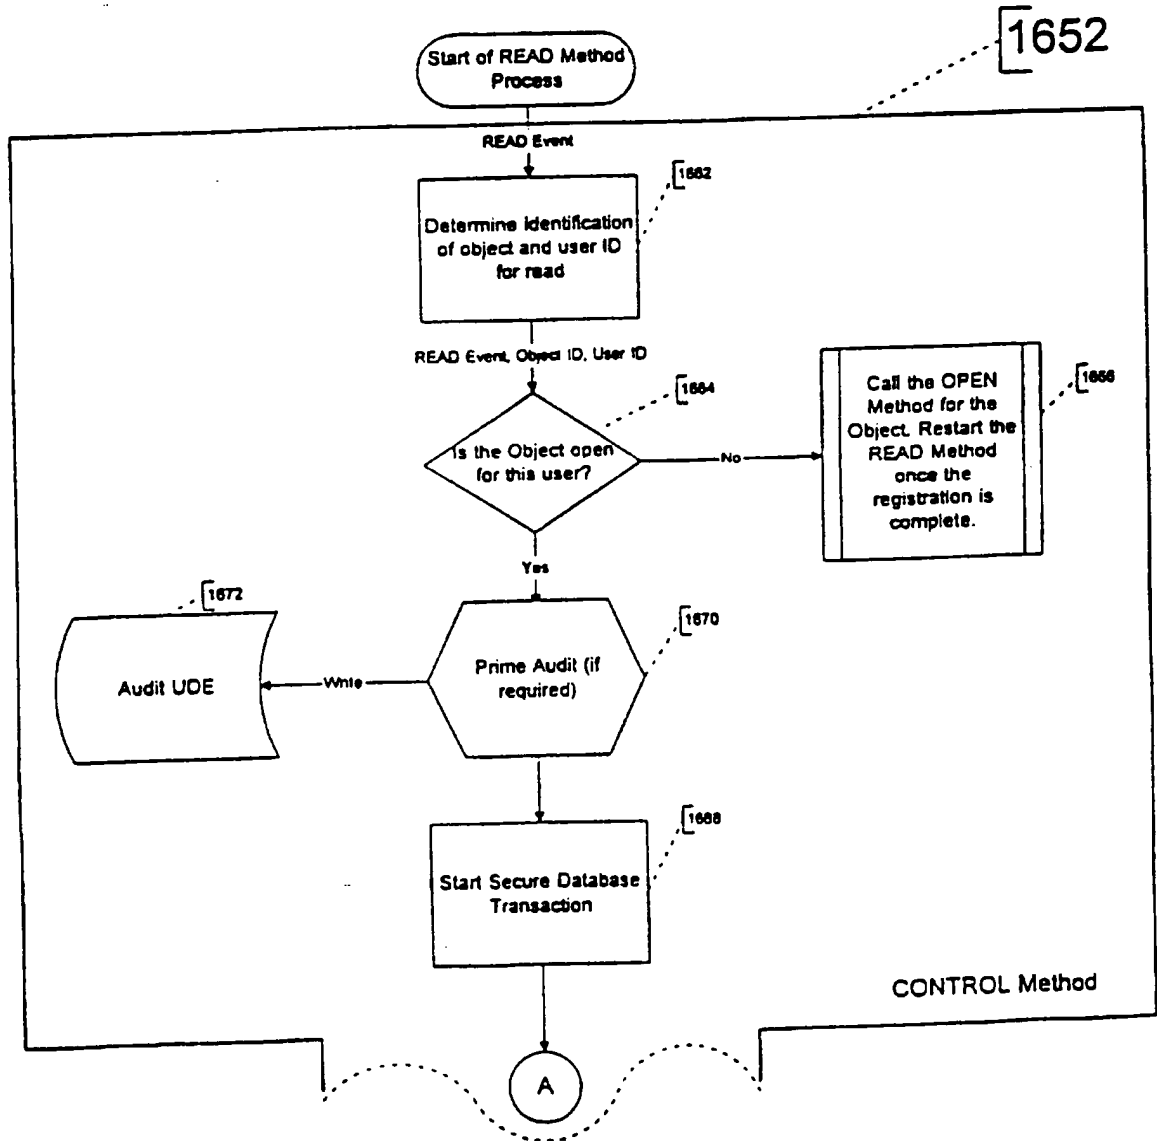 1652
Start of READ Method
Process
READ Event
1662
Determine identification
of object and user ID
for read
READ Event, Object ID, User ID
1664
Is the Object open
for this user?
No
Call the OPEN
Method for the
Object. Restart the
READ Method
once the
registration is
complete.
1666
Yes
1672
Audit UDE
Write
1670
Prime Audit (if
required)
1668
Start Secure Database
Transaction
CONTROL Method
A